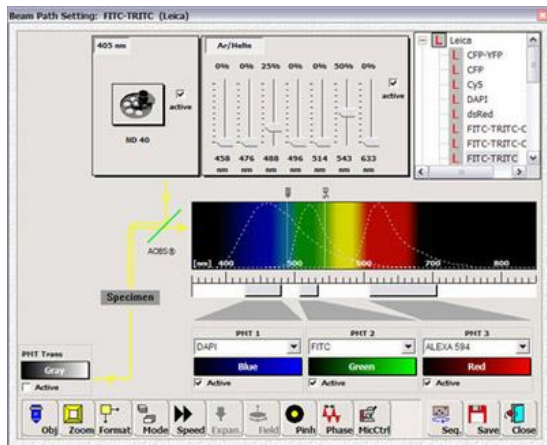 Beam Path Setting: FITC-TRITC (Leica)
405 nm
active
ND 40
Ar/HeNe
0% 0% 25% 0% 0% 50% 0%
active
458 476 488 496 514 543 633
nm nm nm nm nm nm nm
Leica
CFP-YFP
CFP
Cy5
DAPI
dsRed
FITC-TRITC-C
FITC-TRITC-C
FITC-TRITC
488 543
AOBS®
[nm] 400 500 600 700 800
Specimen
PMT Trans
Gray
Active
PMT 1 PMT 2 PMT 3
DAPI FITC ALEXA 594
Blue Green Red
Active Active Active
Obj Zoom Format Mode Speed Expan. Field Pinh Phase MicCtrl Seq. Save Close